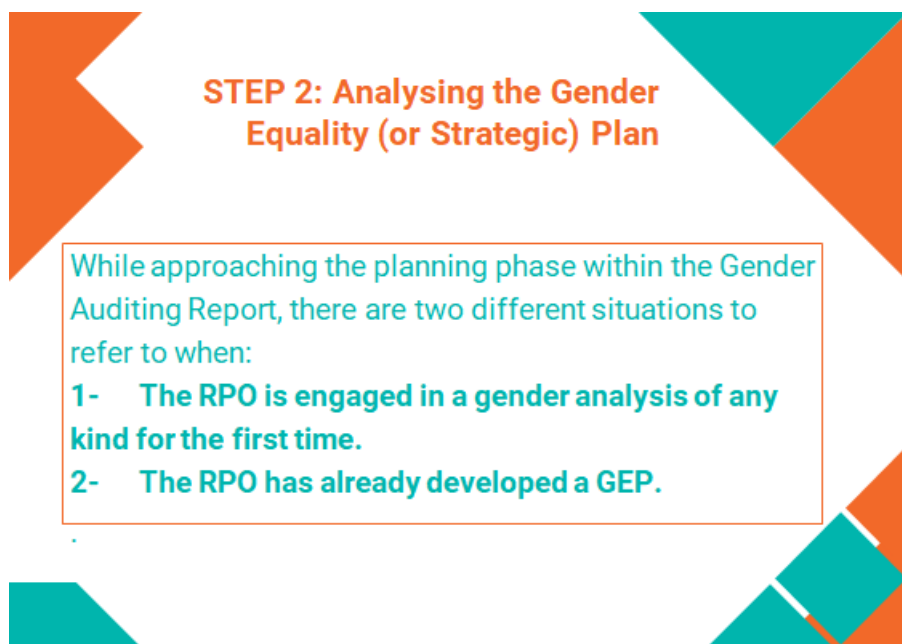 STEP 2: Analysing the Gender
Equality (or Strategic) Plan
While approaching the planning phase within the Gender
Auditing Report, there are two different situations to
refer to when:
1- The RPO is engaged in a gender analysis of any
kind for the first time.
2- The RPO has already developed a GEP.
.